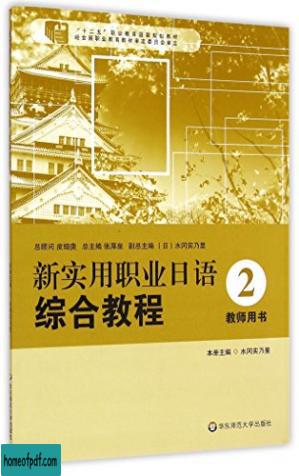 "十二五"职业教育国家规划教材
经全国职业教育教材审定委员会审定
总顾问 皮细庚 总主编 张厚泉 副总主编 (日)水冈实乃里
新实用职业日语
综合教程
2
教师用书
本册主编◇水冈实乃里
华东师范大学出版社
homeofpdf.com